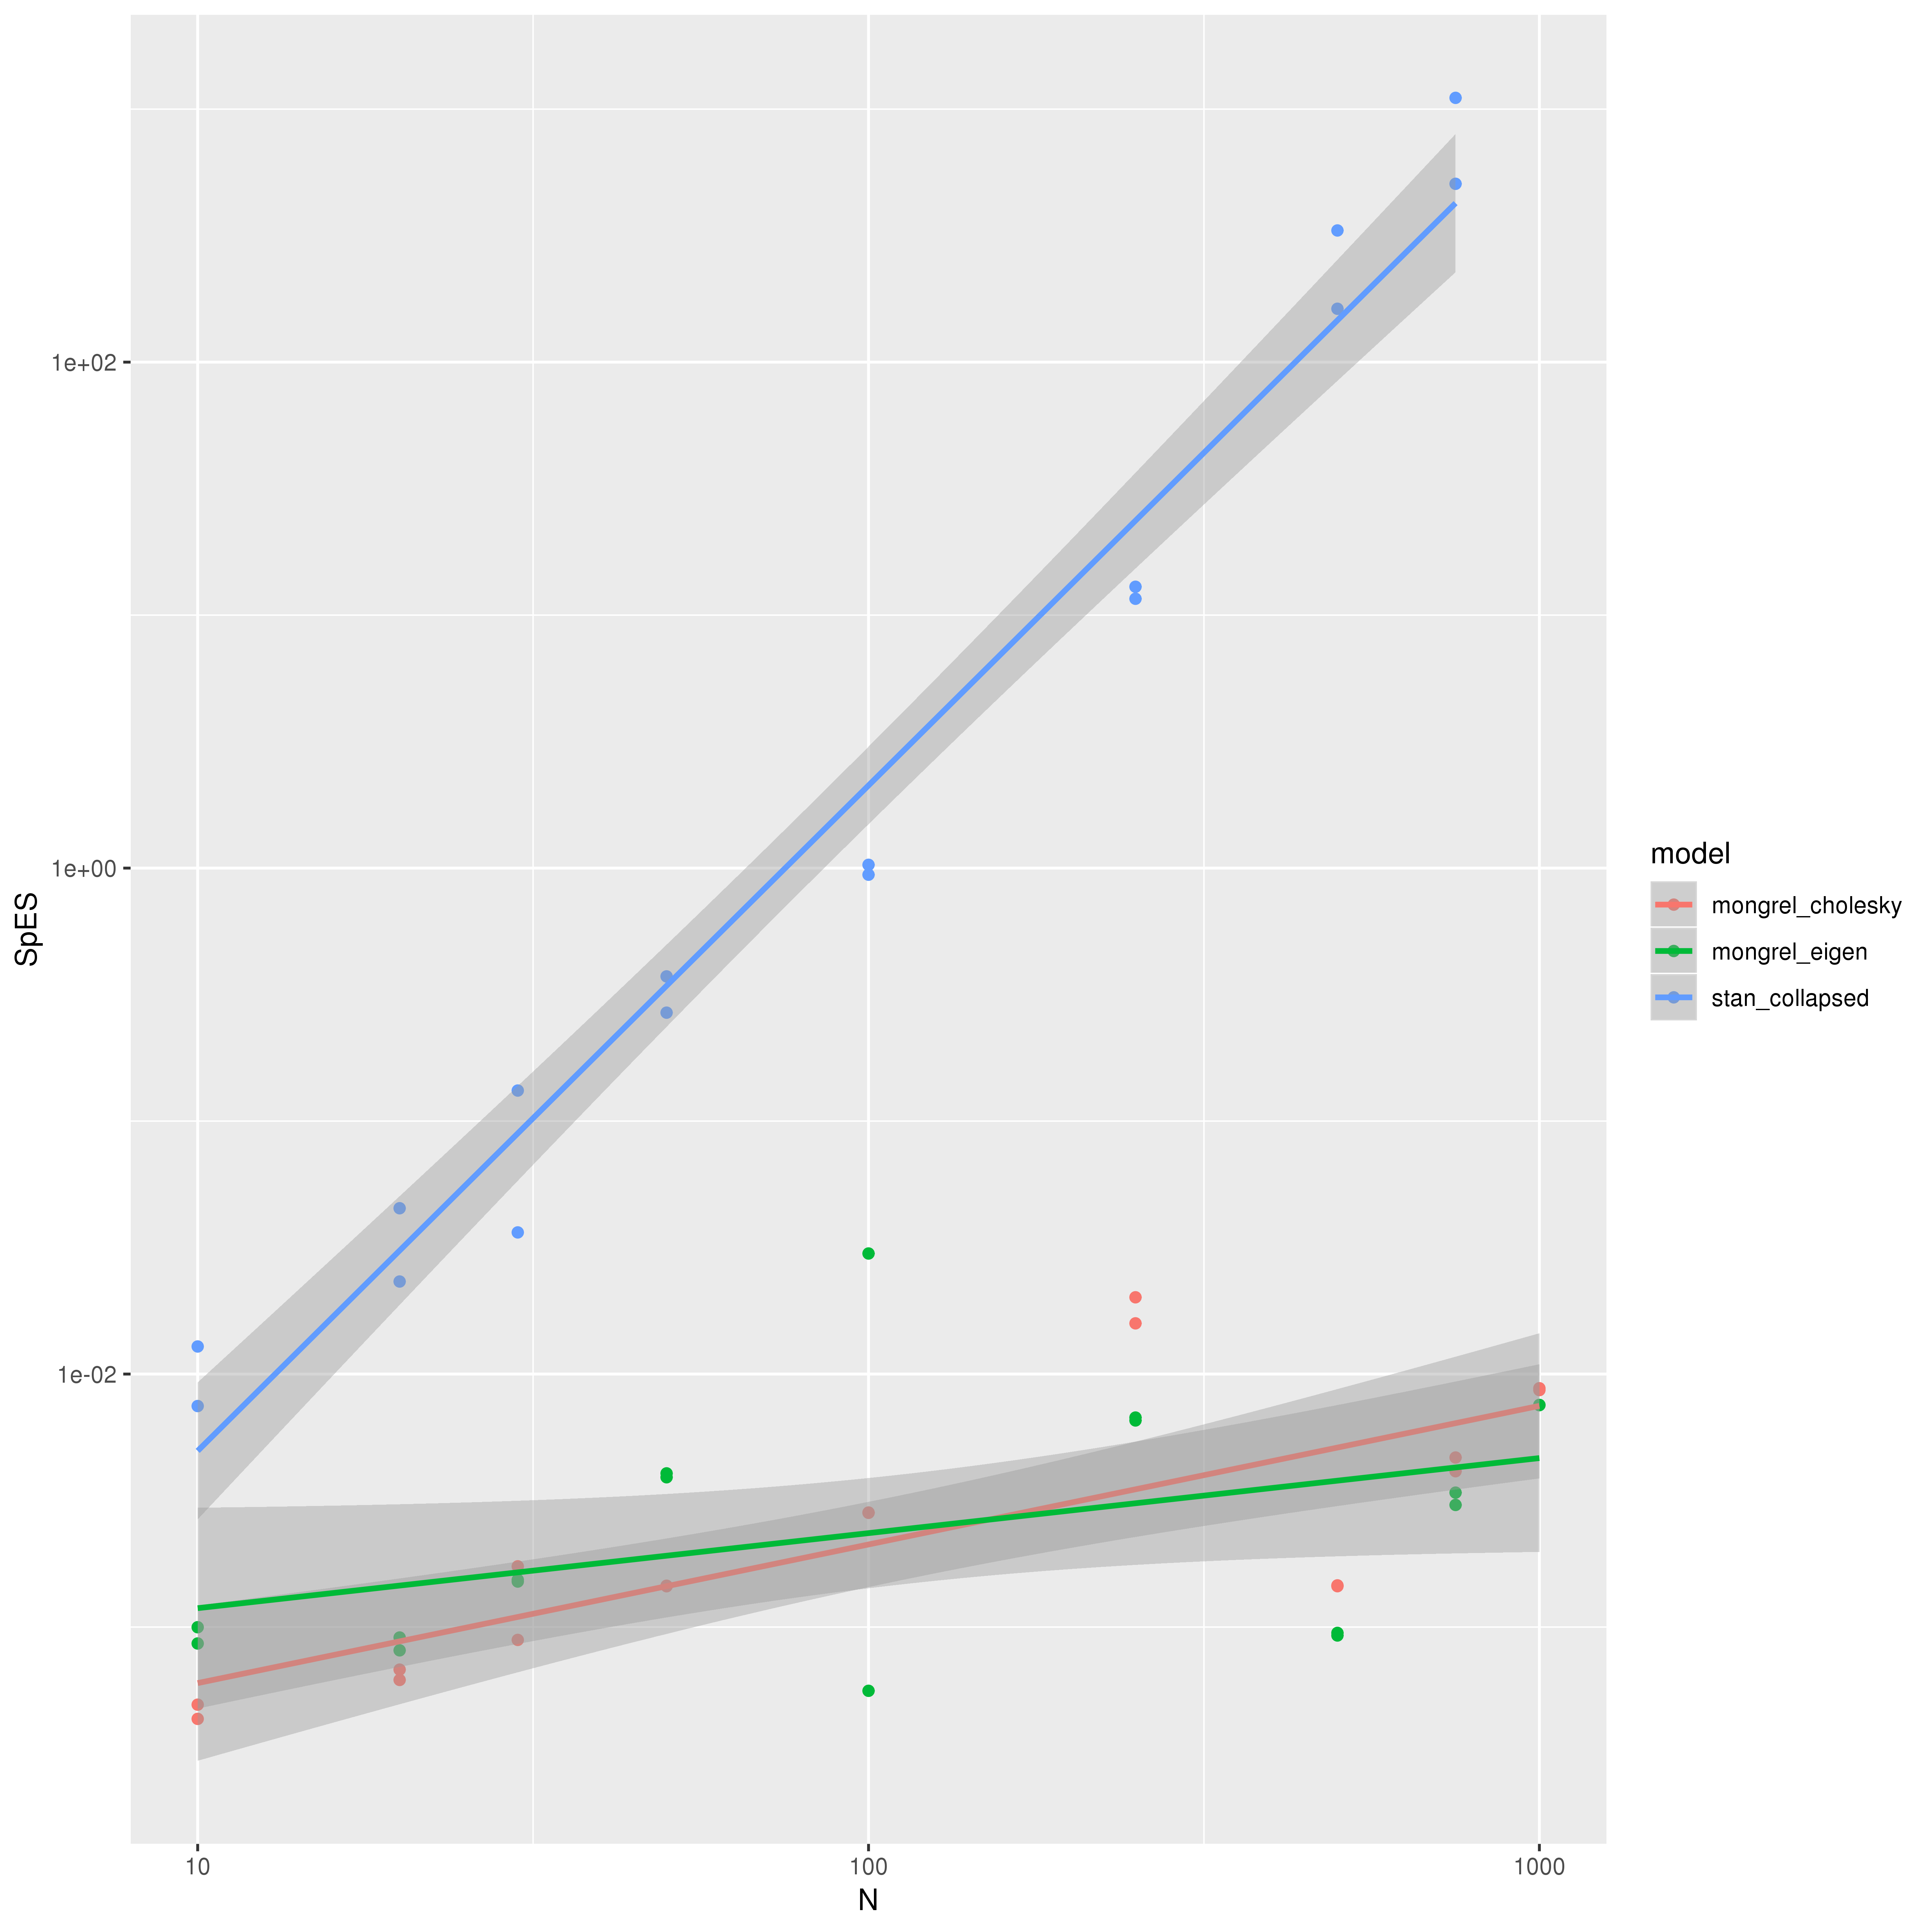 SpES
1e+02
1e+00
1e-02
10
100
1000
N
model
mongrel_cholesky
mongrel_eigen
stan_collapsed